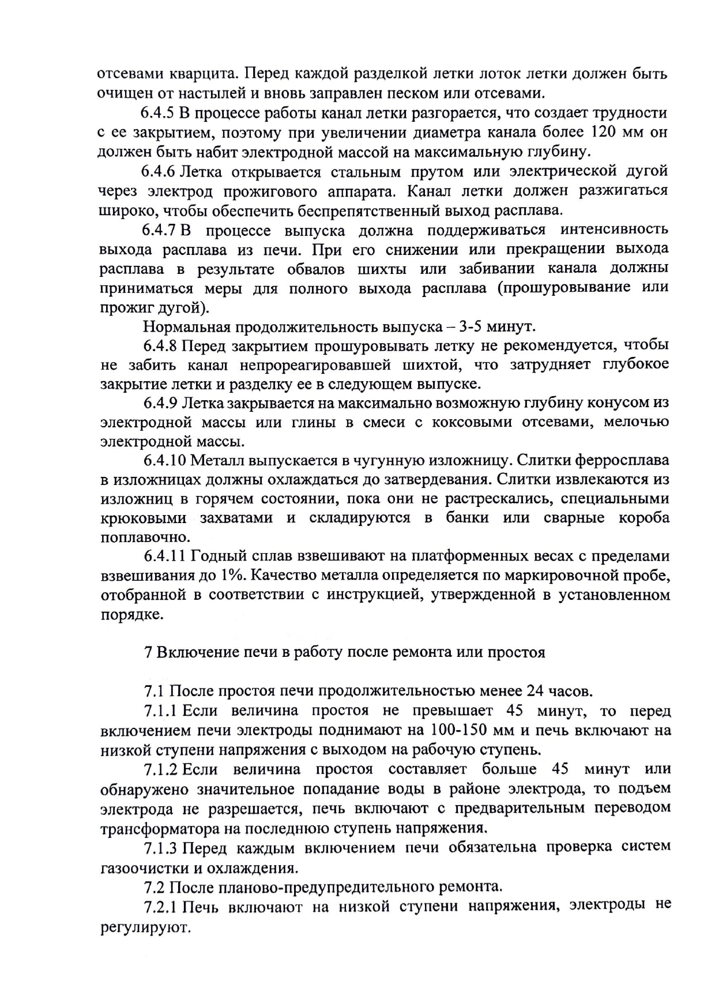 отсевами кварцита. Перед каждой разделкой летки лоток летки должен быть
очищен от настылей и вновь заправлен песком или отсевами.
6.4.5 В процессе работы канал летки разгорается, что создает трудности
с ее закрытием, поэтому при увеличении диаметра канала более 120 мм он
должен быть набит электродной массой на максимальную глубину.
6.4.6 Летка открывается стальным прутом или электрической дугой
через электрод прожигового аппарата. Канал летки должен разжигаться
широко, чтобы обеспечить беспрепятственный выход расплава.
6.4.7 В процессе выпуска должна поддерживаться интенсивность
выхода расплава из печи. При его снижении или прекращении выхода
расплава в результате обвалов шихты или забивании канала должны
приниматься меры для полного выхода расплава (прошуровывание или
прожиг дугой).
Нормальная продолжительность выпуска – 3-5 минут.
6.4.8 Перед закрытием прошуровывать летку не рекомендуется, чтобы
не забить канал непрореагировавшей шихтой, что затрудняет глубокое
закрытие летки и разделку ее в следующем выпуске.
6.4.9 Летка закрывается на максимально возможную глубину конусом из
электродной массы или глины в смеси с коксовыми отсевами, мелочью
электродной массы.
6.4.10 Металл выпускается в чугунную изложницу. Слитки ферросплава
в изложницах должны охлаждаться до затвердевания. Слитки извлекаются из
изложниц в горячем состоянии, пока они не растрескались, специальными
крюковыми захватами и складируются в банки или сварные короба
поплавочно.
6.4.11 Годный сплав взвешивают на платформенных весах с пределами
взвешивания до 1%. Качество металла определяется по маркировочной пробе,
отобранной в соответствии с инструкцией, утвержденной в установленном
порядке.
7 Включение печи в работу после ремонта или простоя
7.1 После простоя печи продолжительностью менее 24 часов.
7.1.1 Если величина простоя не превышает 45 минут, то перед
включением печи электроды поднимают на 100-150 мм и печь включают на
низкой ступени напряжения с выходом на рабочую ступень.
7.1.2 Если величина простоя составляет больше 45 минут или
обнаружено значительное попадание воды в районе электрода, то подъем
электрода не разрешается, печь включают с предварительным переводом
трансформатора на последнюю ступень напряжения.
7.1.3 Перед каждым включением печи обязательна проверка систем
газоочистки и охлаждения.
7.2 После планово-предупредительного ремонта.
7.2.1 Печь включают на низкой ступени напряжения, электроды не
регулируют.